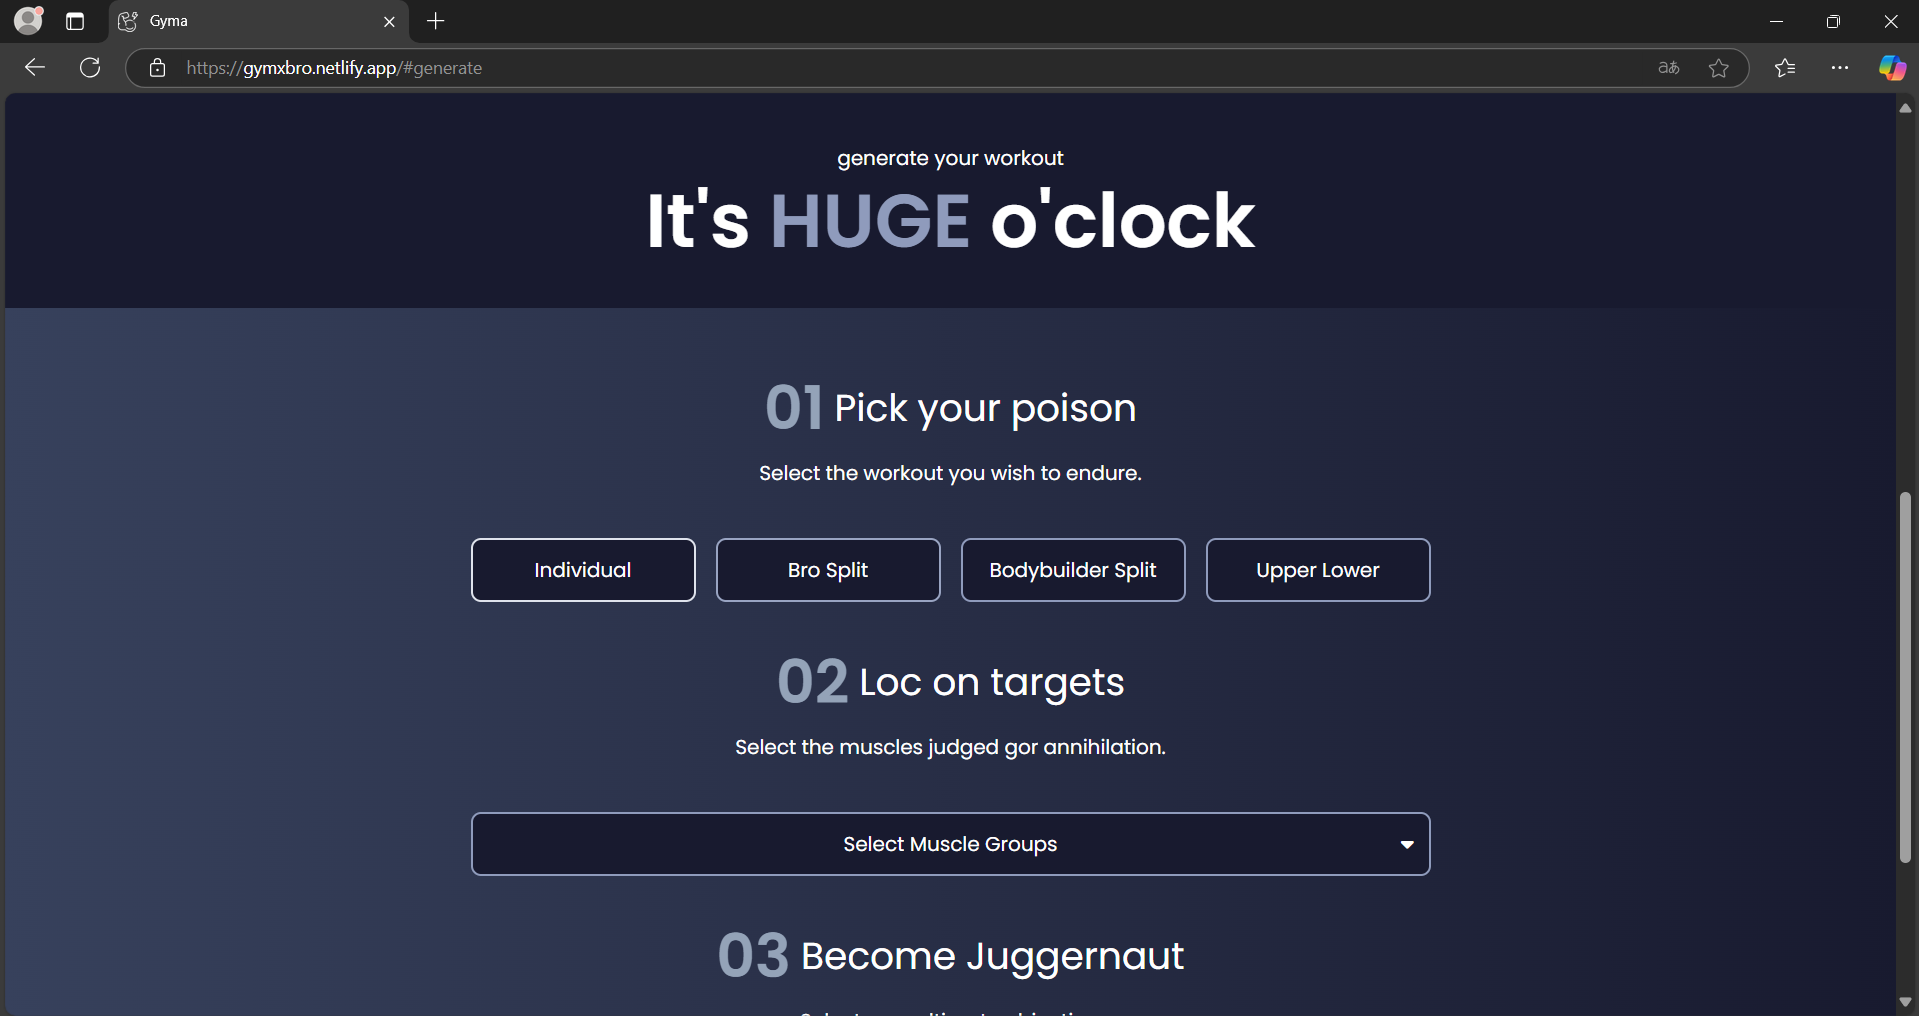 Gyma
https://gymxbro.netlify.app/#generate
aあ
generate your workout
It's HUGE o'clock
01 Pick your poison
Select the workout you wish to endure.
Individual
Bro Split
Bodybuilder Split
Upper Lower
02 Loc on targets
Select the muscles judged gor annihilation.
Select Muscle Groups
03 Become Juggernaut